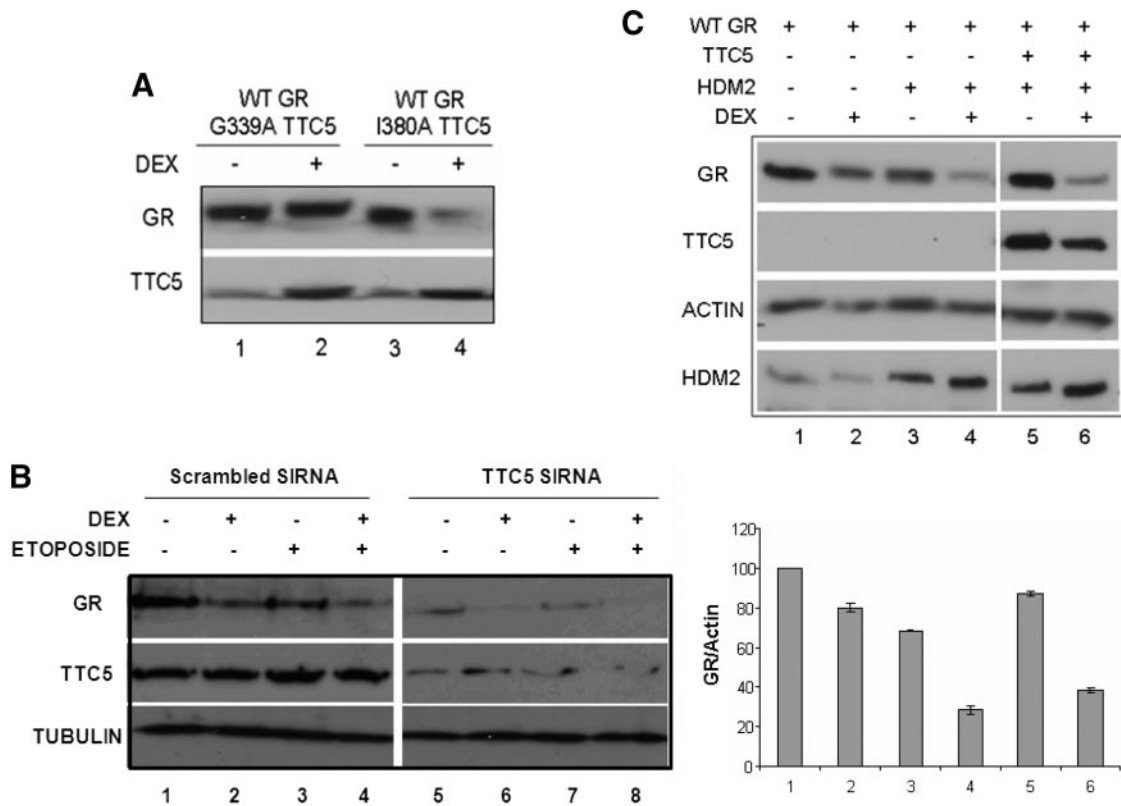 A
WT GR WT GR
G339A TTC5 I380A TTC5
DEX - + - +
GR
TTC5
1 2 3 4
C
WT GR + + + + + +
TTC5 - - - - + +
HDM2 - - + + + +
DEX - + - + - +
GR
TTC5
ACTIN
HDM2
1 2 3 4 5 6
B
Scrambled SIRNA TTC5 SIRNA
DEX - + - + - + - +
ETOPOSIDE - - + + - - + +
GR
TTC5
TUBULIN
1 2 3 4 5 6 7 8
GR/Actin
120
100
80
60
40
20
0
1 2 3 4 5 6